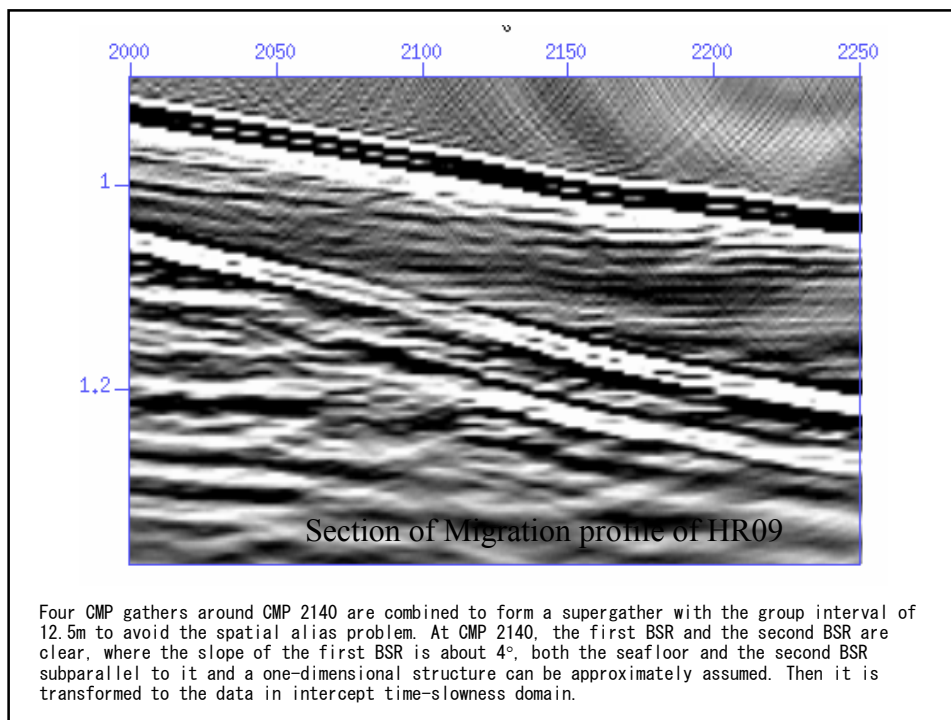 2000 2050 2100 2150 2200 2250
1
1.2
Section of Migration profile of HR09
Four CMP gathers around CMP 2140 are combined to form a supergather with the group interval of
12.5m to avoid the spatial alias problem. At CMP 2140, the first BSR and the second BSR are
clear, where the slope of the first BSR is about 4°, both the seafloor and the second BSR
subparallel to it and a one-dimensional structure can be approximately assumed. Then it is
transformed to the data in intercept time-slowness domain.